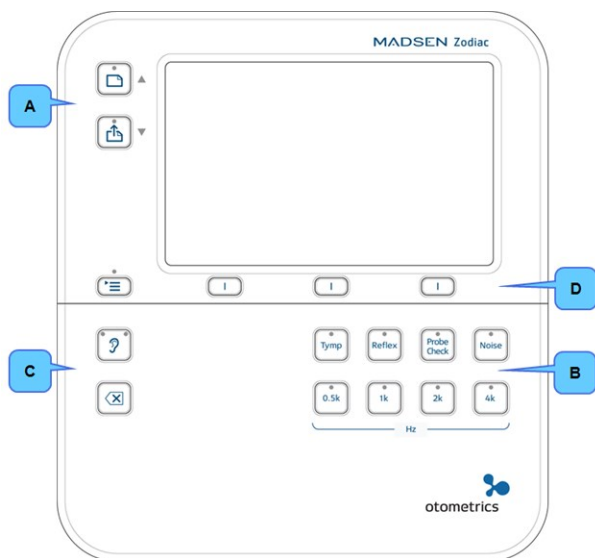 MADSEN Zodiac
A
D
C
Tymp Reflex Probe Check Noise
B
0.5k 1k 2k 4k
Hz
otometrics